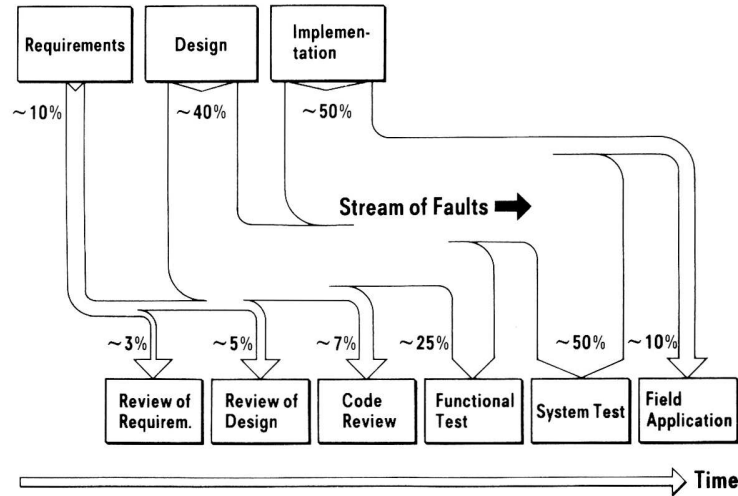 Requirements
Design
Implemen-
tation
~10%
~40%
~50%
Stream of Faults
~3%
~5%
~7%
~25%
~50%
~10%
Review of
Requirem.
Review of
Design
Code
Review
Functional
Test
System Test
Field
Application
Time